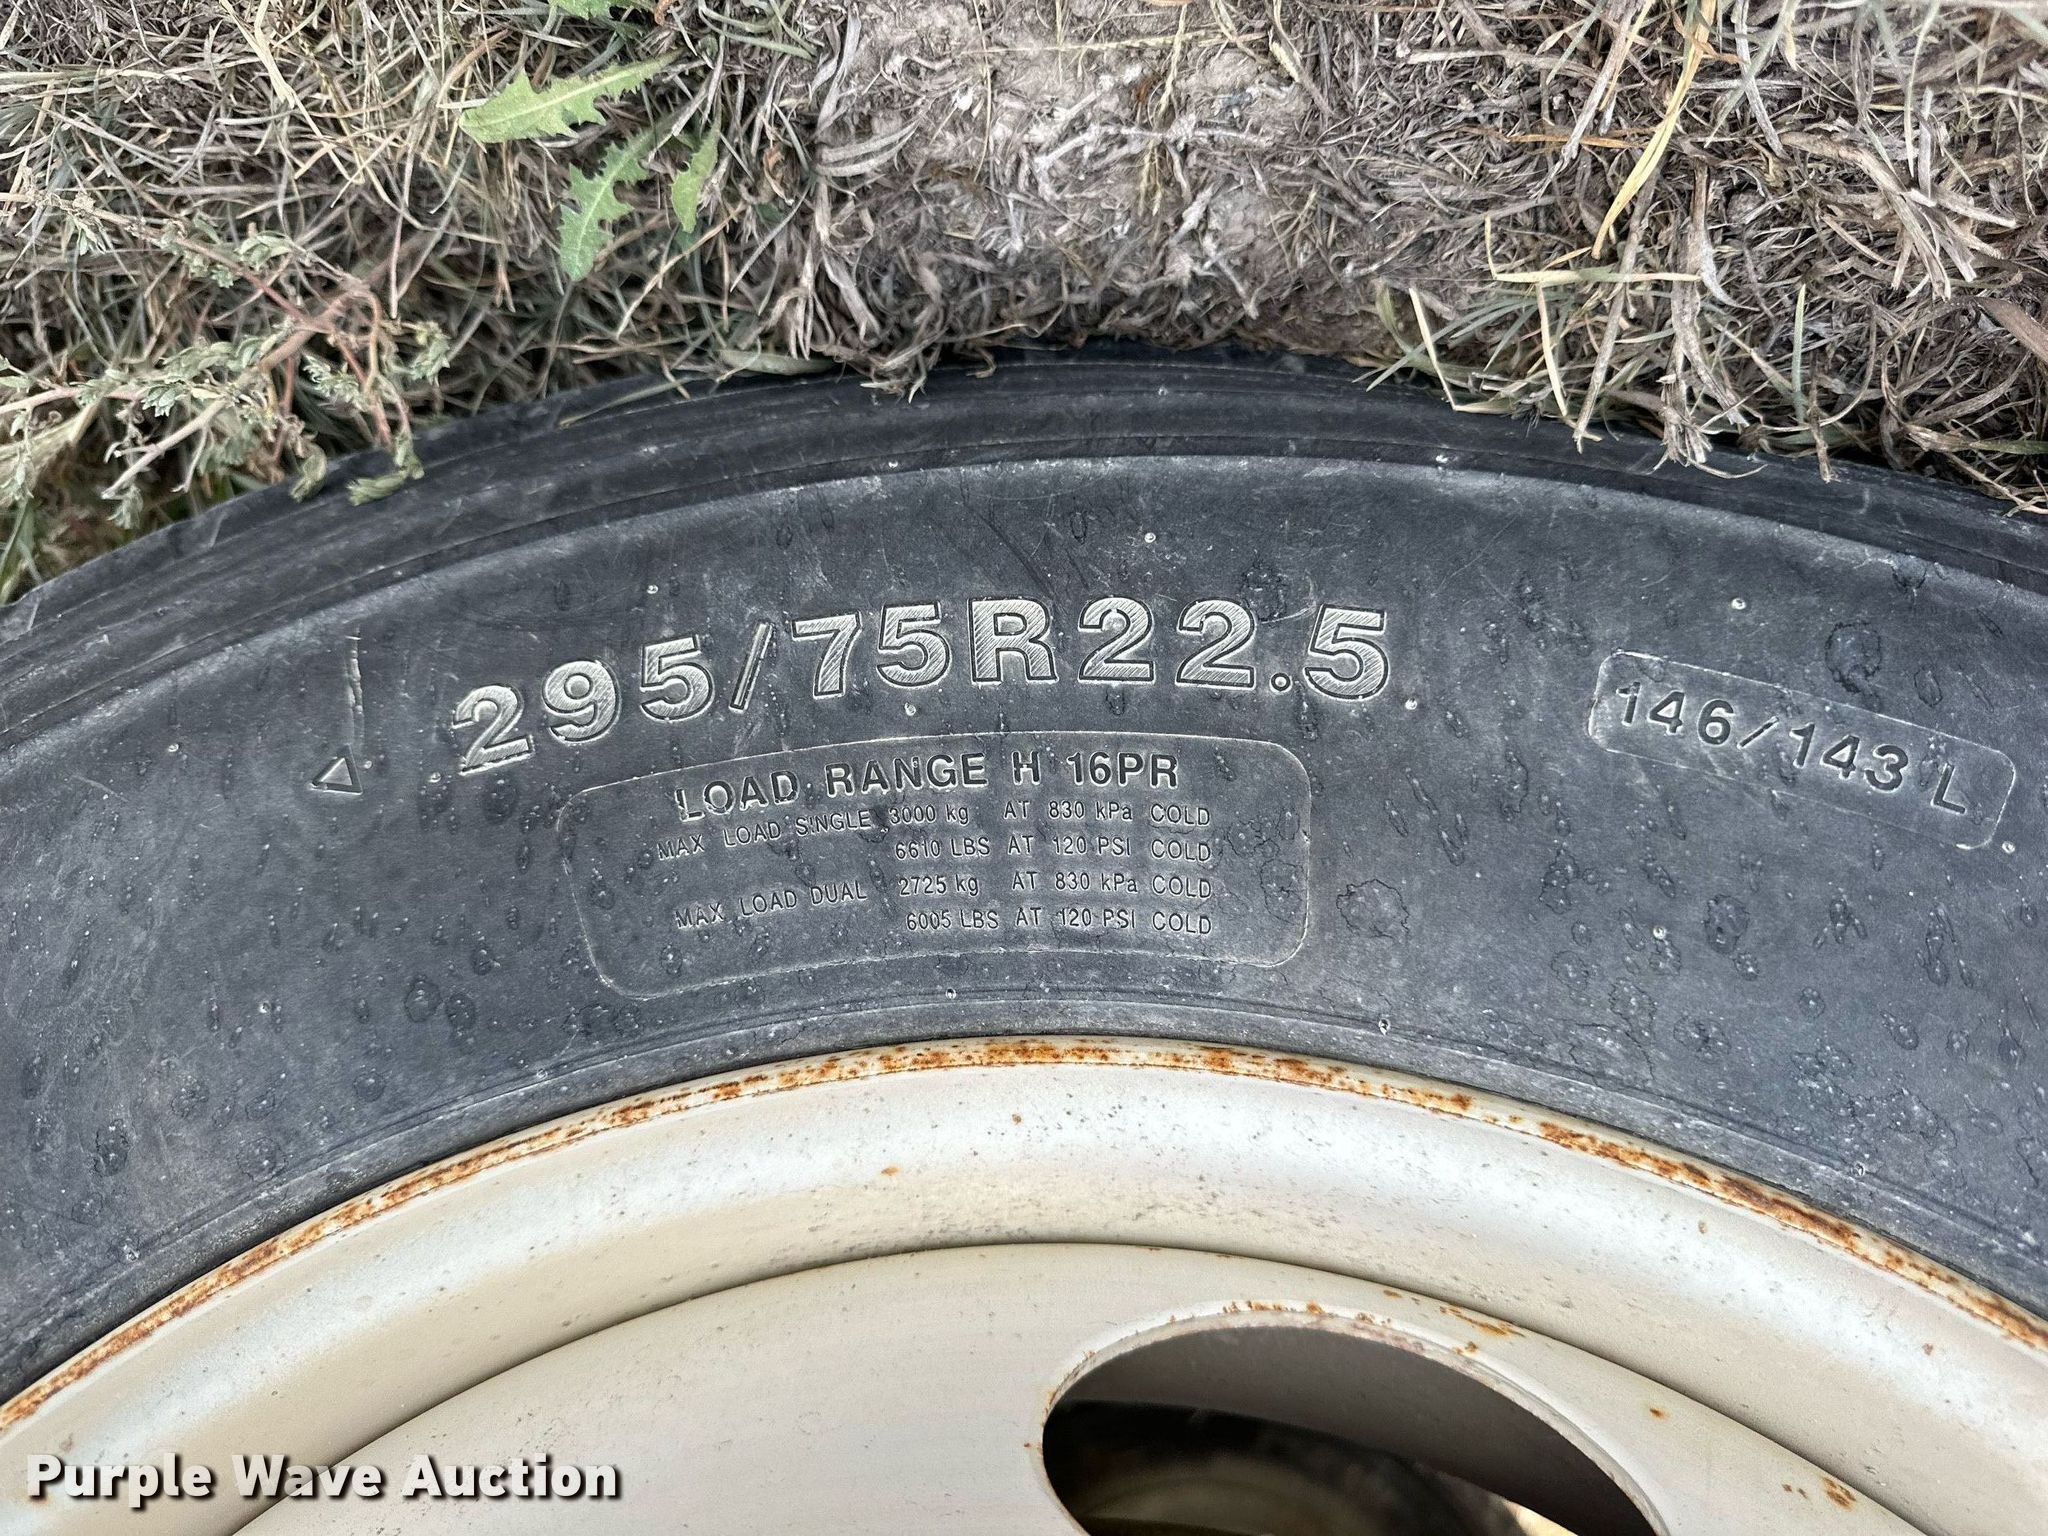 295/75R22.5
146/143 L
LOAD RANGE H 16PR
MAX LOAD SINGLE 3000 kg AT 830 kPa COLD
6610 LBS AT 120 PSI COLD
MAX LOAD DUAL 2725 kg AT 830 kPa COLD
6005 LBS AT 120 PSI COLD
Purple Wave Auction